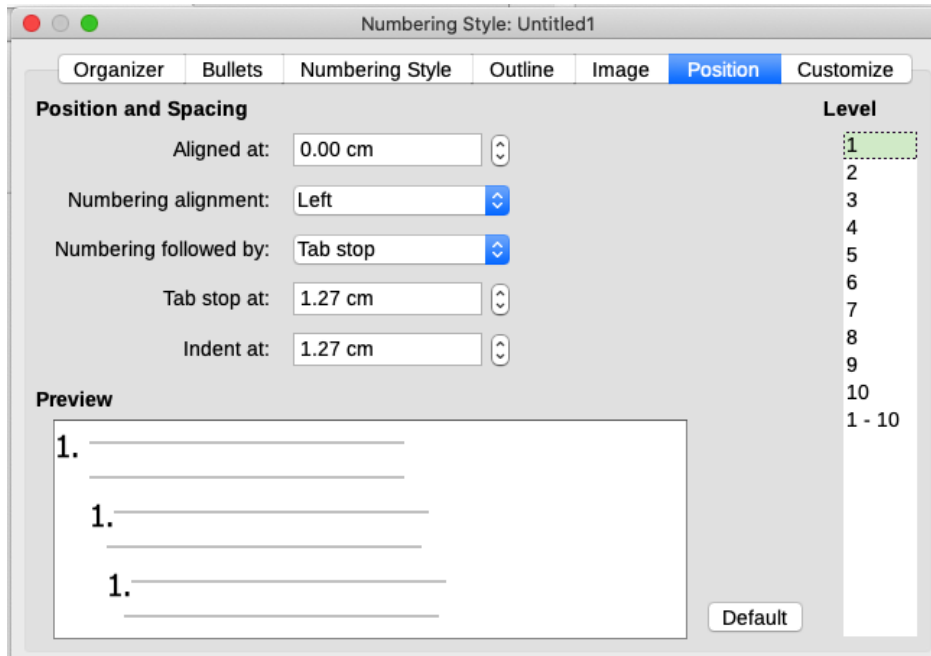 Numbering Style: Untitled1
Organizer Bullets Numbering Style Outline Image Position Customize
Position and Spacing
Level
Aligned at: 0.00 cm
Numbering alignment: Left
Numbering followed by: Tab stop
Tab stop at: 1.27 cm
Indent at: 1.27 cm
1
2
3
4
5
6
7
8
9
10
1 - 10
Preview
1.
1.
1.
Default